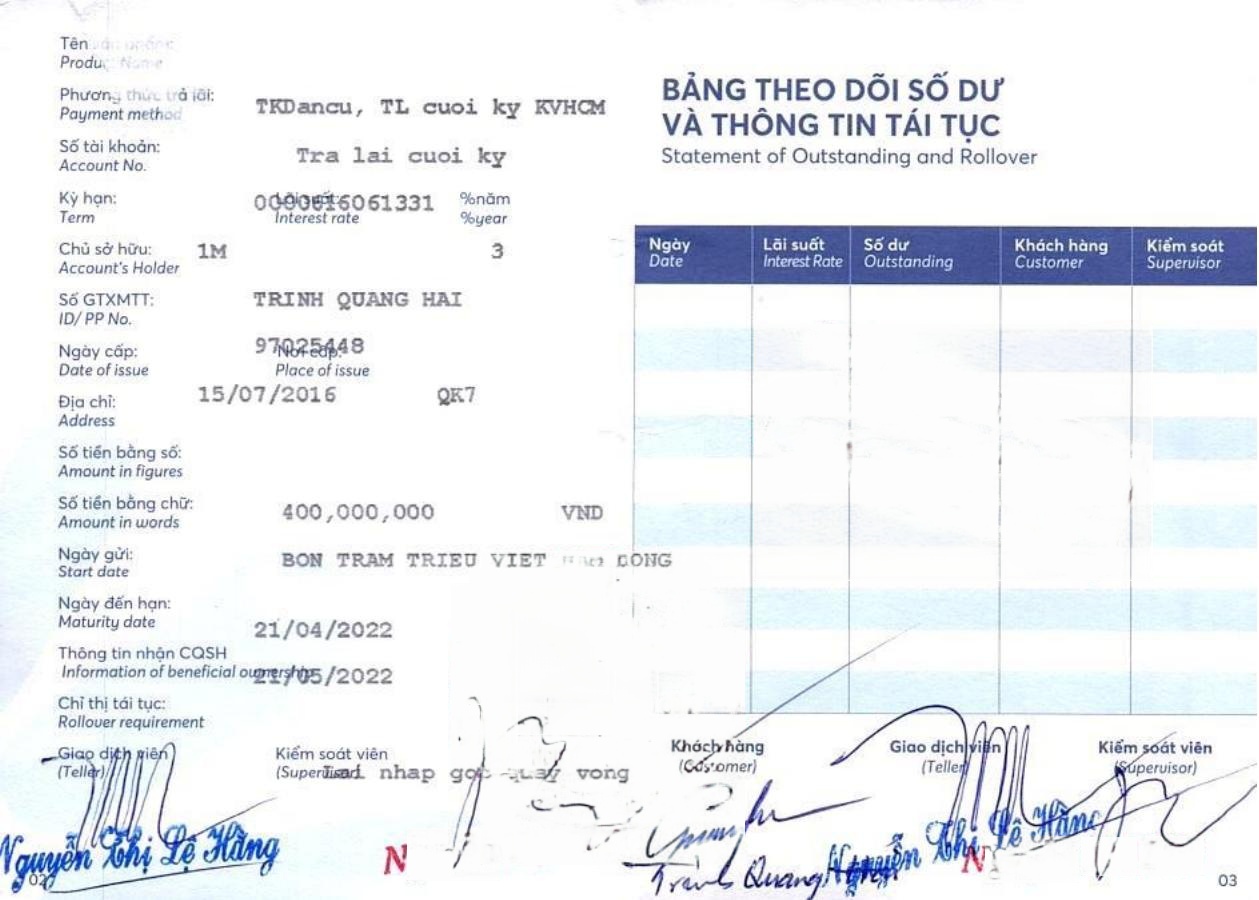 Tên
Product Name
Phương thức trả lãi:
Payment method
TKDancu, TL cuoi ky KVHCM
Số tài khoản:
Account No.
Tra lai cuoi ky
Kỳ hạn:
Term
0000616061331
Lãi suất:
Interest rate
%năm
%year
Chủ sở hữu:
Account's Holder
1M
3
Số GTXMTT:
ID/ PP No.
TRINH QUANG HAI
Ngày cấp:
Date of issue
97025448
Nơi cấp:
Place of issue
Địa chỉ:
Address
15/07/2016
QK7
Số tiền bằng số:
Amount in figures
Số tiền bằng chữ:
Amount in words
400,000,000
VND
Ngày gửi:
Start date
BON TRAM TRIEU VIET NAM DONG
Ngày đến hạn:
Maturity date
21/04/2022
Thông tin nhận CQSH
Information of beneficial ownership
21/05/2022
Chỉ thị tái tục:
Rollover requirement
Giao dịch viên
(Teller)
Kiểm soát viên
(Supervisor)
Lai nhap goc quay vong
Nguyễn Thị Lệ Hằng
N
02
BẢNG THEO DÕI SỐ DƯ
VÀ THÔNG TIN TÁI TỤC
Statement of Outstanding and Rollover
Ngày
Date
Lãi suất
Interest Rate
Số dư
Outstanding
Khách hàng
Customer
Kiểm soát
Supervisor
Khách hàng
(Customer)
Giao dịch viên
(Teller)
Kiểm soát viên
(Supervisor)
Trịnh Quang Hải
Nguyễn Thị Lệ Hằng
N
03